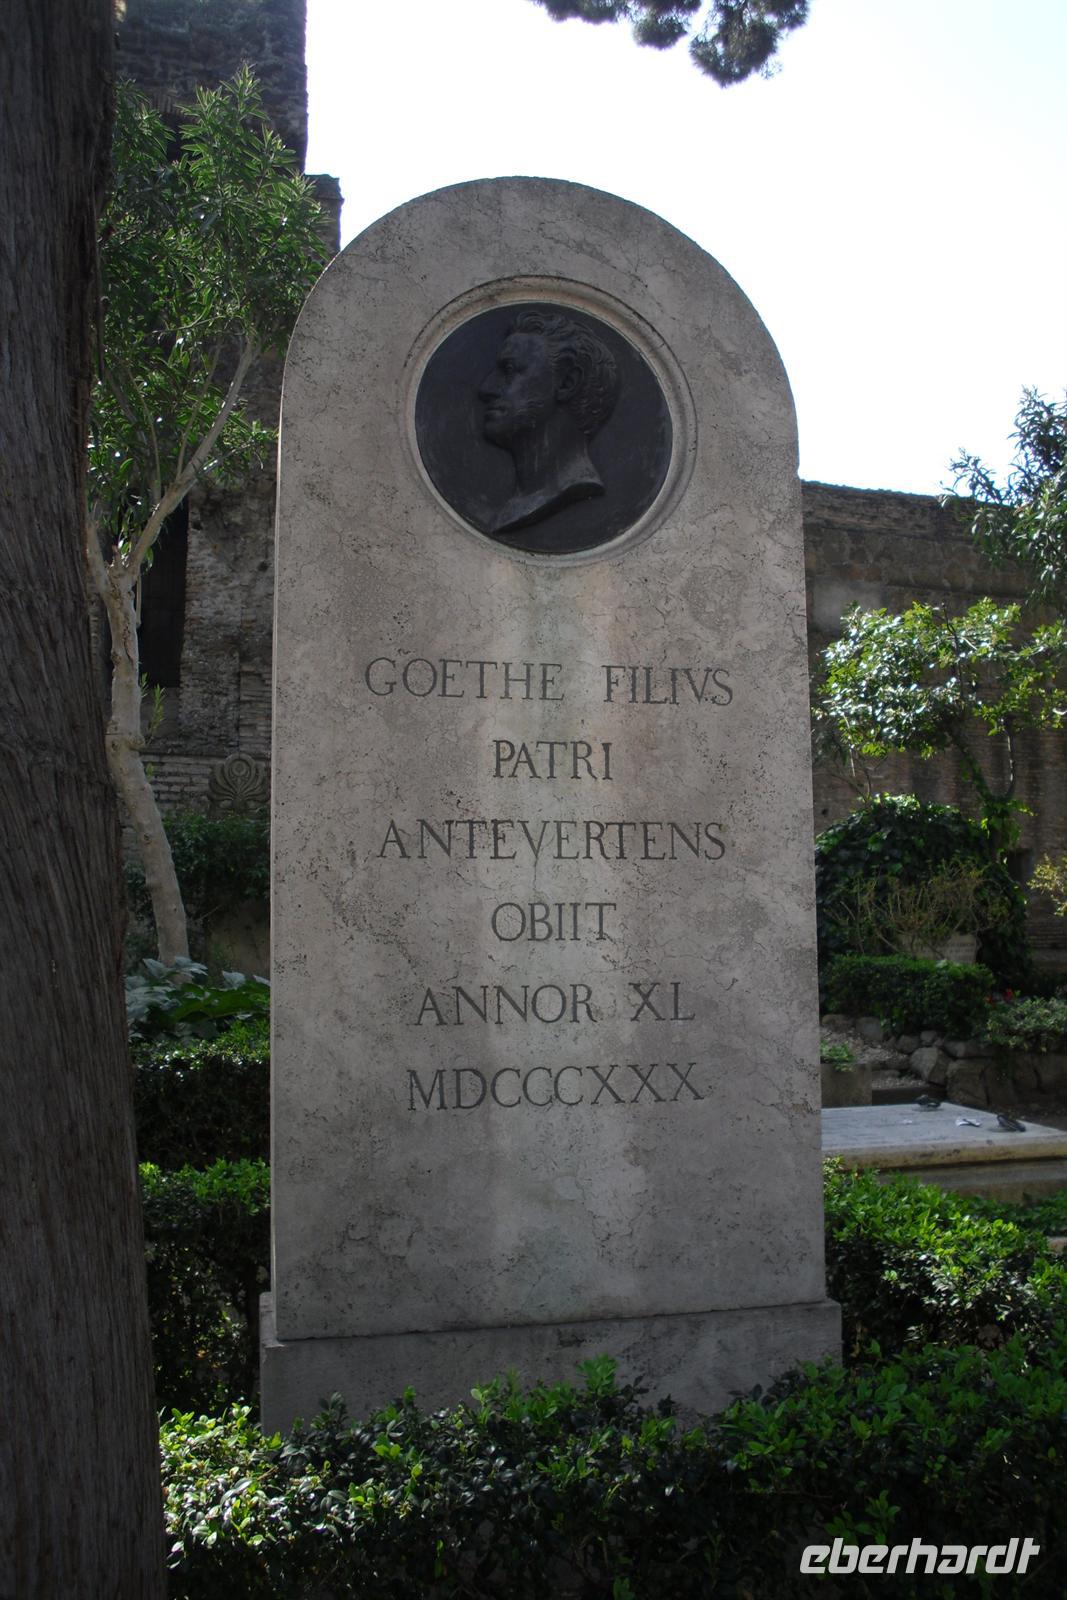 GOETHE FILIVS
PATRI
ANTEVERTENS
OBIIT
ANNOR XL
MDCCCXXX
eberhardt